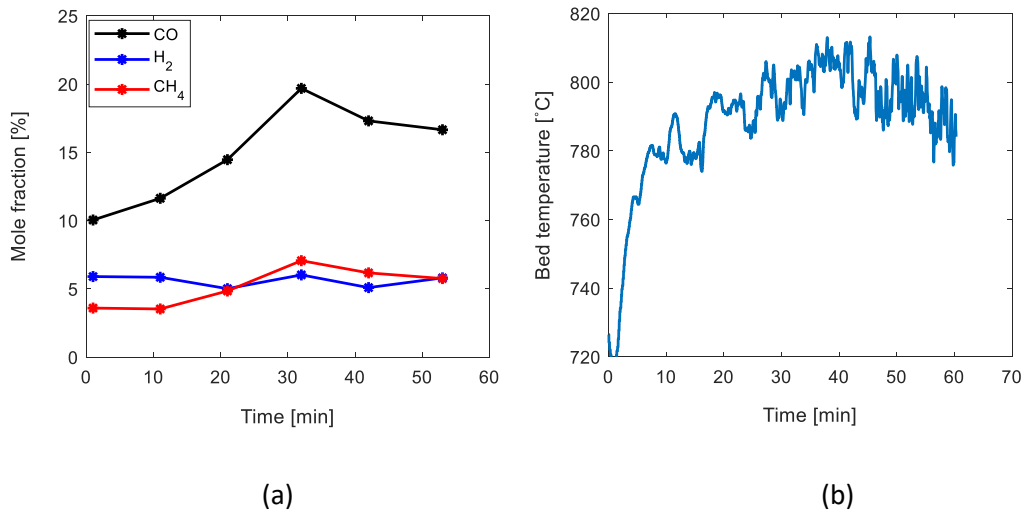 25
20
15
10
5
0
0 10 20 30 40 50 60
Mole fraction [%]
Time [min]
CO
H2
CH4
(a)
820
800
780
760
740
720
0 10 20 30 40 50 60 70
Bed temperature [˚C]
Time [min]
(b)